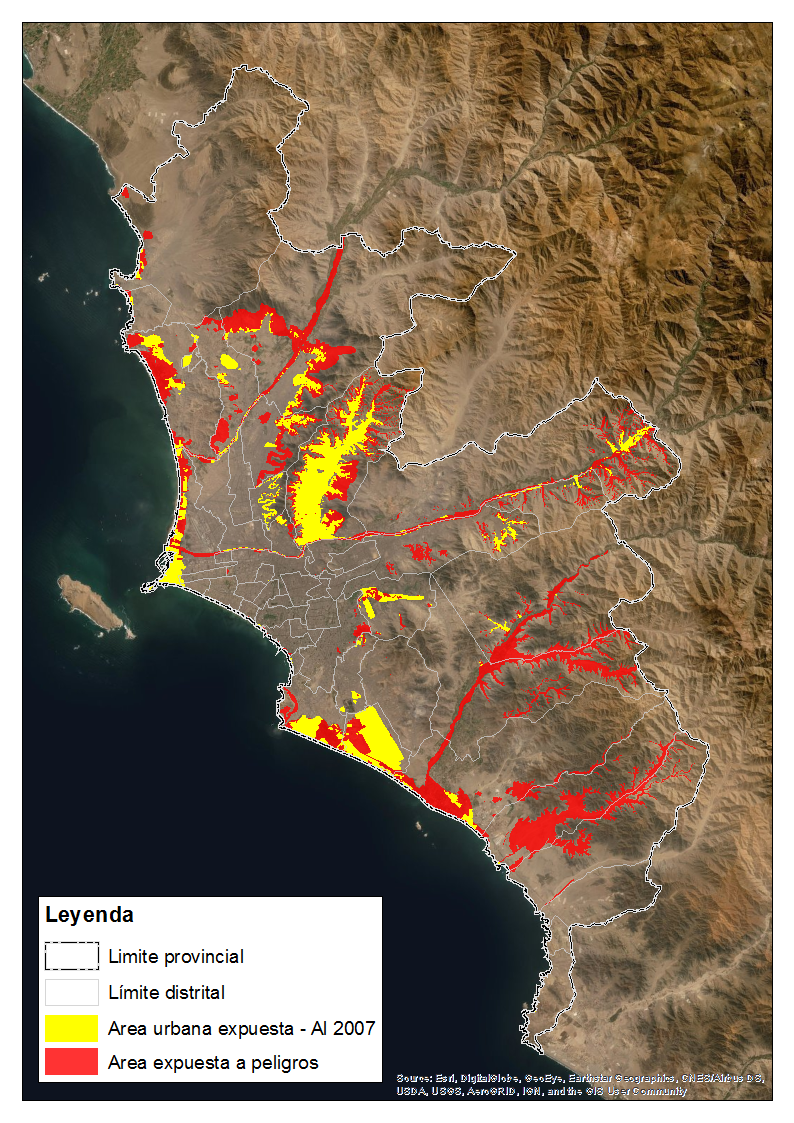 Leyenda
Limite provincial
Límite distrital
Area urbana expuesta - Al 2007
Area expuesta a peligros
Source: Esri, DigitalGlobe, GeoEye, Earthstar Geographics, CNES/Airbus DS,
USDA, USGS, AeroGRID, IGN, and the GIS User Community